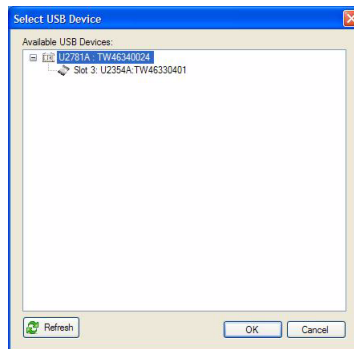 Select USB Device
Available USB Devices:
U2781A : TW46340024
Slot 3: U2354A:TW46330401
Refresh
OK
Cancel